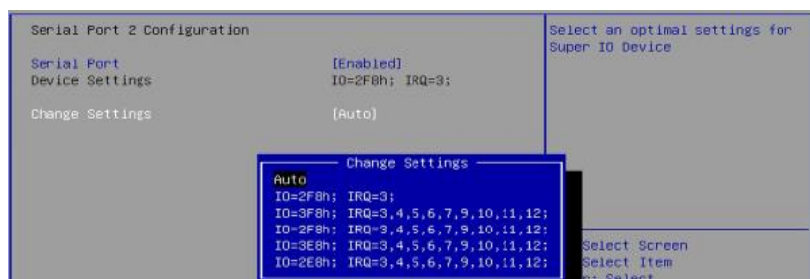 Serial Port 2 Configuration
Select an optimal settings for
Super IO Device
Serial Port [Enabled]
Device Settings IO=2F8h; IRQ=3;
Change Settings [Auto]
Change Settings
Auto
IO=2F8h; IRQ=3;
IO=3F8h; IRQ=3,4,5,6,7,9,10,11,12;
IO=2F8h; IRQ=3,4,5,6,7,9,10,11,12;
IO=3E8h; IRQ=3,4,5,6,7,9,10,11,12;
IO=2E8h; IRQ=3,4,5,6,7,9,10,11,12;
Select Screen
Select Item
Select